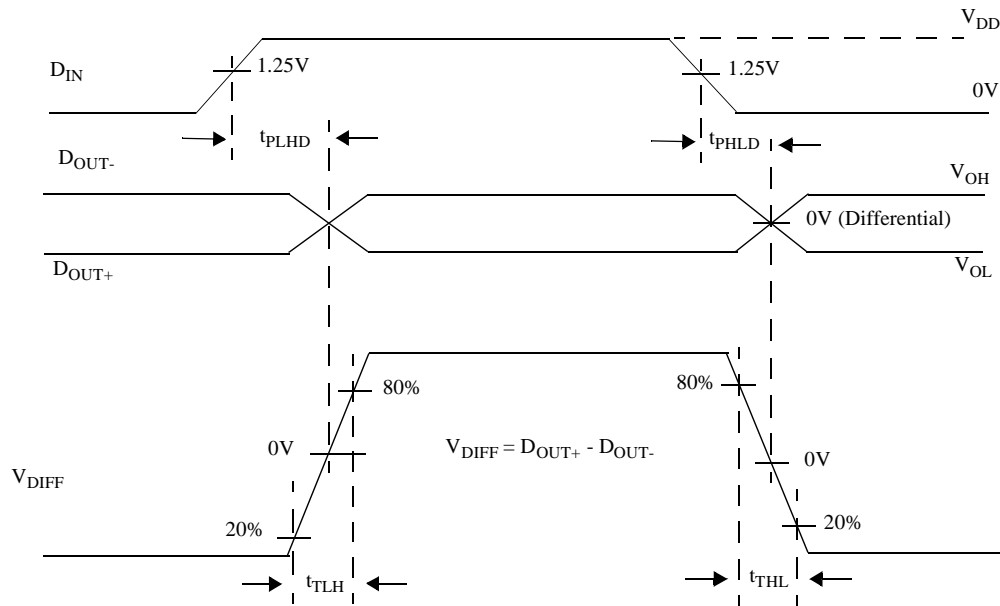 V_DD
D_IN
1.25V
1.25V
0V
t_PLHD
t_PHLD
D_OUT-
V_OH
0V (Differential)
D_OUT+
V_OL
80%
80%
0V
V_DIFF = D_OUT+ - D_OUT-
0V
V_DIFF
20%
20%
t_TLH
t_THL